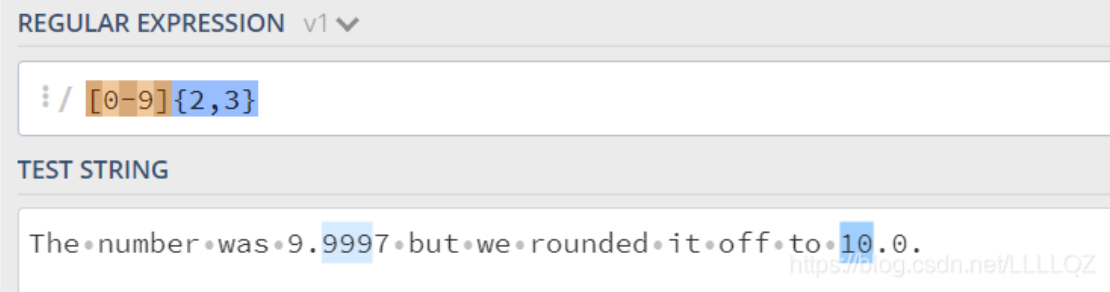 REGULAR EXPRESSION v1
/ [0-9]{2,3}
TEST STRING
The·number·was·9.9997·but·we·rounded·it·off·to·10.0.
https://blog.csdn.net/LLLLQZ